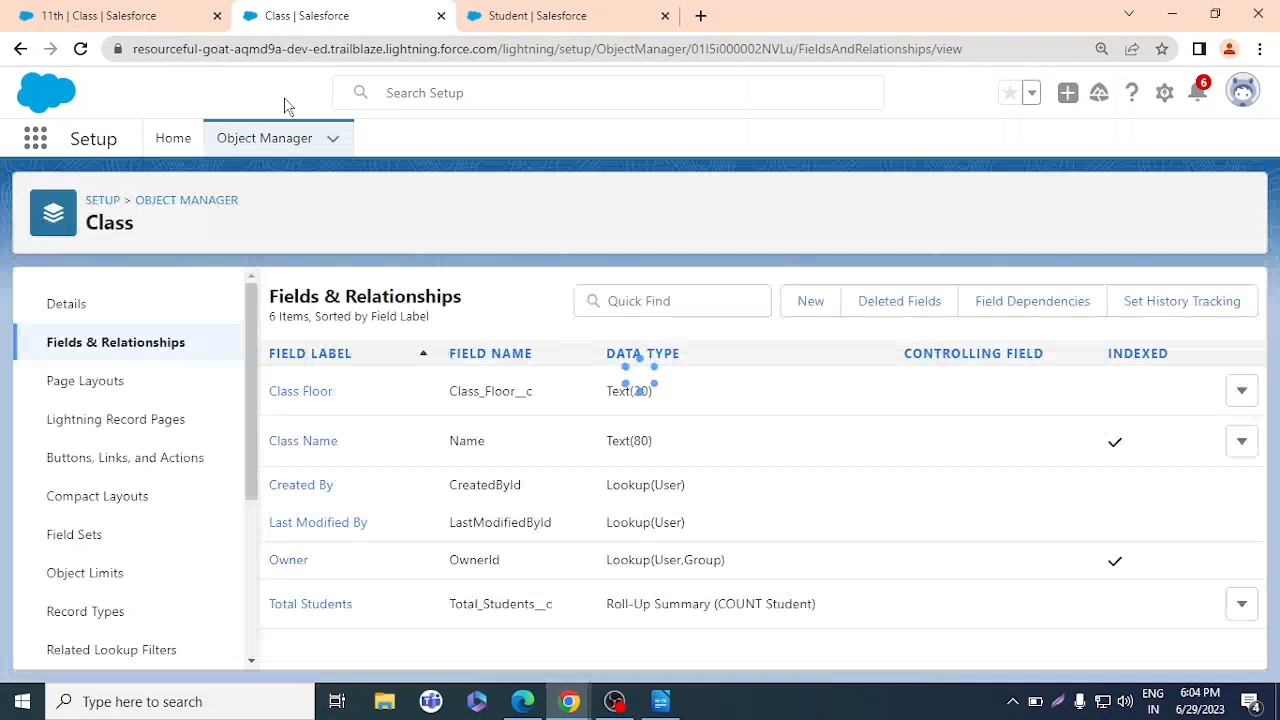 11th | Class | Salesforce
Class | Salesforce
Student | Salesforce
resourceful-goat-aqmd9a-dev-ed.trailblaze.lightning.force.com/lightning/setup/ObjectManager/01I5i000002NVLu/FieldsAndRelationships/view
Search Setup
6
Setup
Home
Object Manager
SETUP > OBJECT MANAGER
Class
Details
Fields & Relationships
Page Layouts
Lightning Record Pages
Buttons, Links, and Actions
Compact Layouts
Field Sets
Object Limits
Record Types
Related Lookup Filters
Fields & Relationships
6 Items, Sorted by Field Label
Quick Find
New
Deleted Fields
Field Dependencies
Set History Tracking
FIELD LABEL FIELD NAME DATA TYPE CONTROLLING FIELD INDEXED
Class Floor Class_Floor__c Text(20)
Class Name Name Text(80)
Created By CreatedById Lookup(User)
Last Modified By LastModifiedById Lookup(User)
Owner OwnerId Lookup(User,Group)
Total Students Total_Students__c Roll-Up Summary (COUNT Student)
Type here to search
ENG
IN
6:04 PM
6/29/2023
4